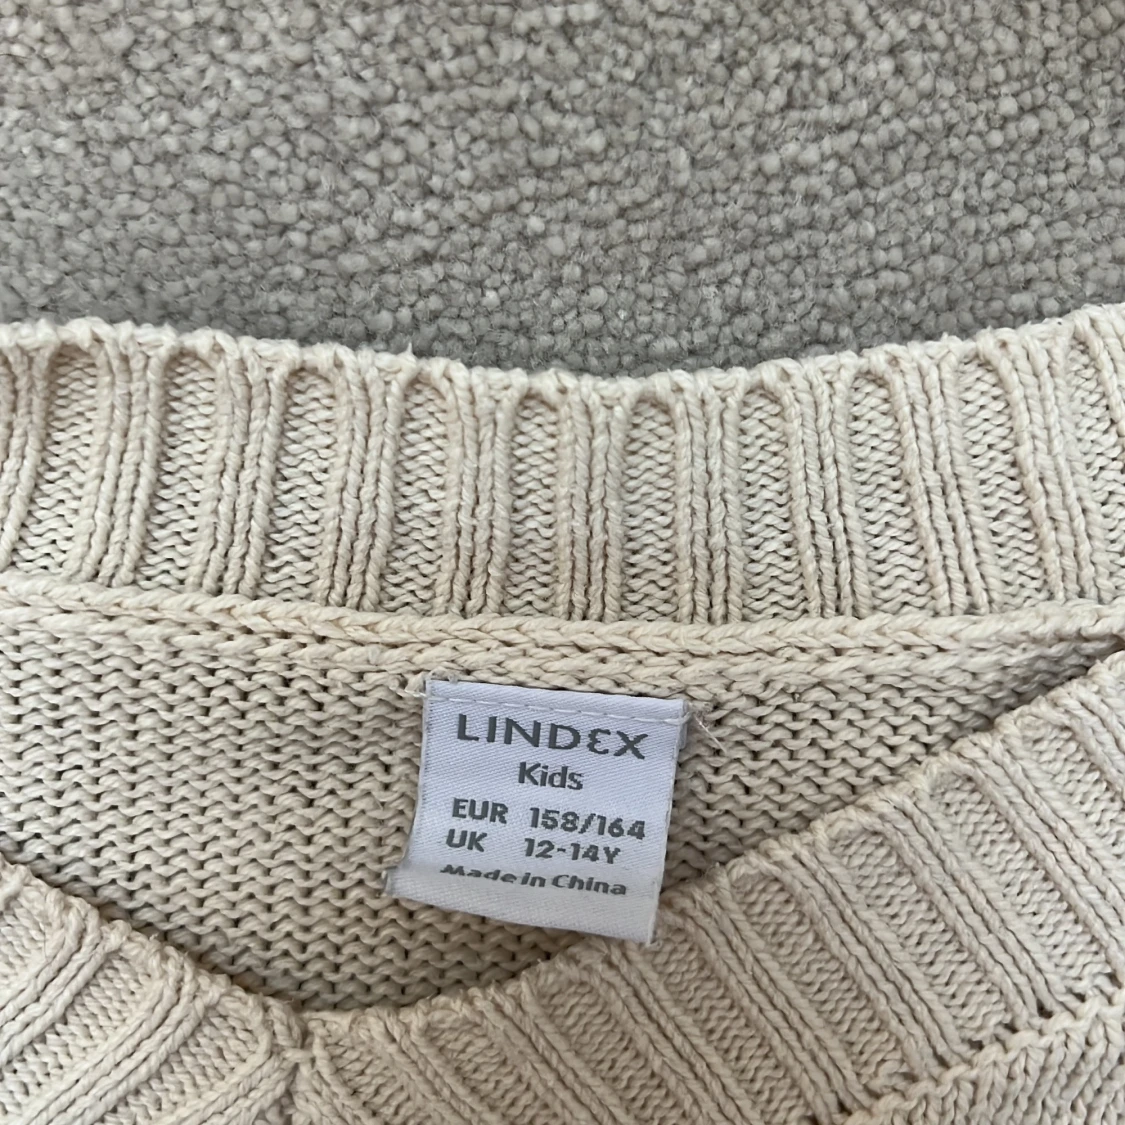 LINDEX
Kids
EUR 158/164
UK 12-14Y
Made in China